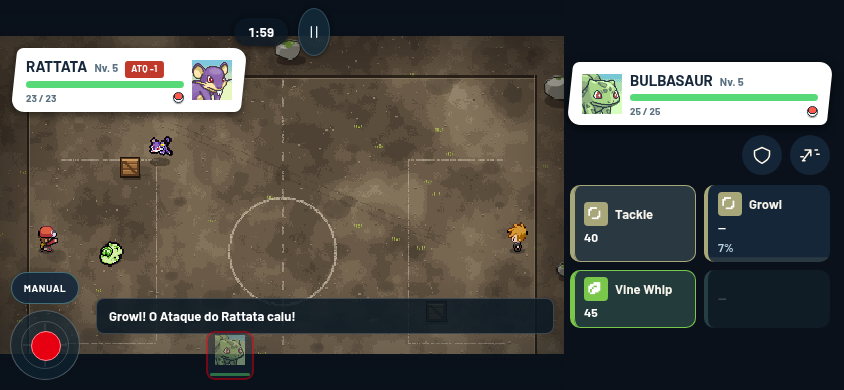 1:59
RATTATA Nv. 5 ATQ -1
23 / 23
BULBASAUR Nv. 5
25 / 25
Tackle
40
Growl
–
7%
Vine Whip
45
–
MANUAL
Growl! O Ataque do Rattata caiu!